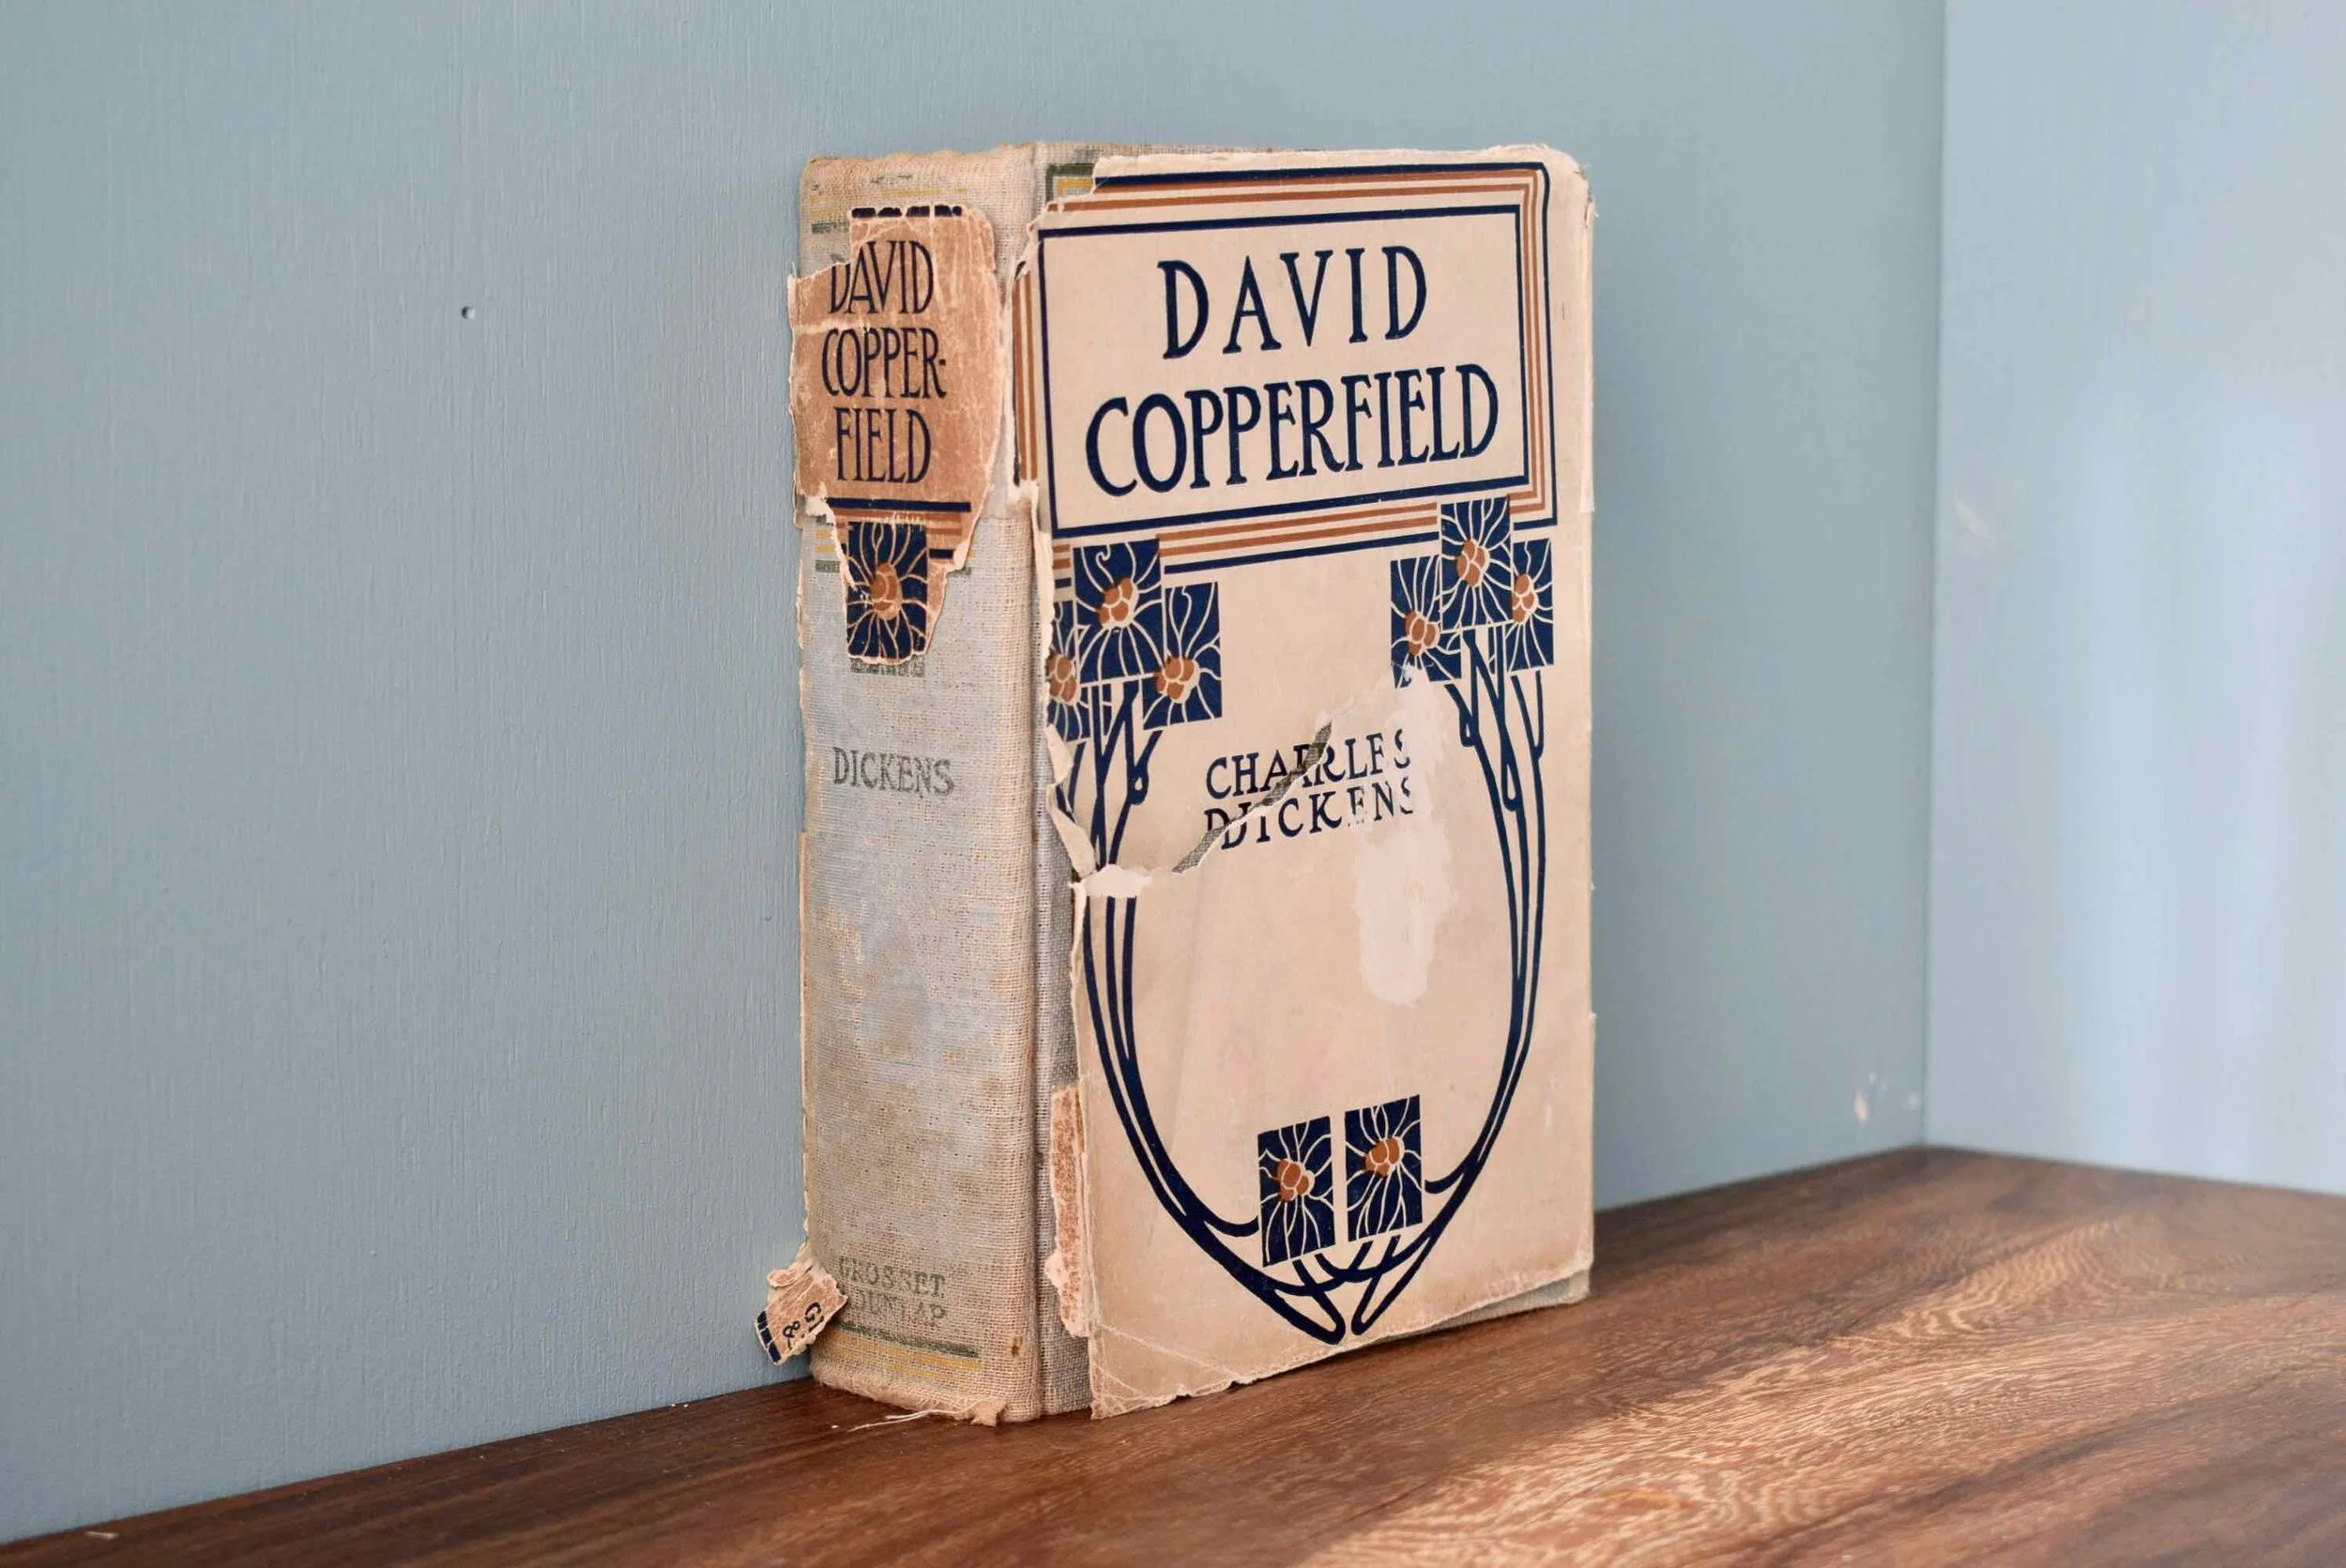 DAVID
COPPER-
FIELD
DICKENS
GROSSET
& DUNLAP
G
&
DAVID
COPPERFIELD
CHARLES
DICKENS